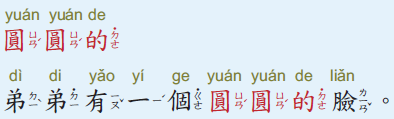 yuán yuán de
圓ㄩㄢˊ圓ㄩㄢˊ的˙ㄉㄜ
dì di yǎo yí ge yuán yuán de liǎn
弟ㄉㄧˋ弟˙ㄉㄧ有ㄧㄡˇ一ㄧˊ個˙ㄍㄜ圓ㄩㄢˊ圓ㄩㄢˊ的˙ㄉㄜ臉ㄌㄧㄢˇ。